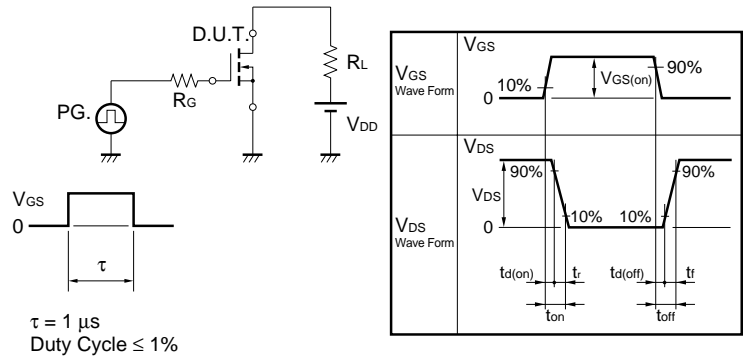 D.U.T.
RL
RG
PG.
VDD
VGS
0
τ
τ = 1 μs
Duty Cycle ≤ 1%
VGS
Wave Form
VGS
10%
0
VGS(on)
90%
VDS
Wave Form
VDS
90%
VDS
0
10%
10%
90%
td(on)
tr
td(off)
tf
ton
toff